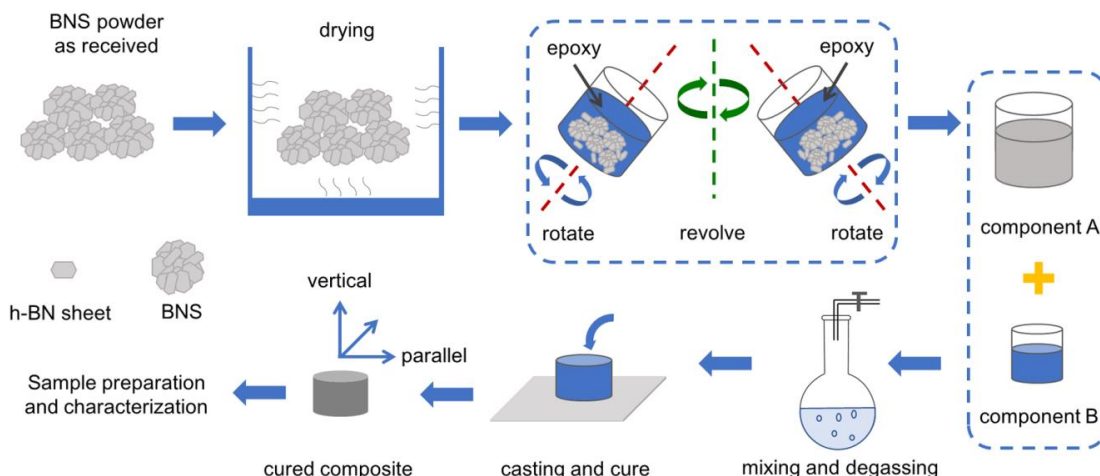 BNS powder
as received
drying
epoxy
epoxy
rotate
revolve
rotate
component A
component B
h-BN sheet
BNS
vertical
parallel
Sample preparation
and characterization
cured composite
casting and cure
mixing and degassing